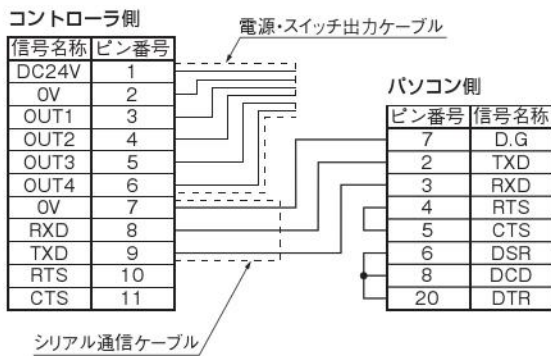 コントローラ側
電源・スイッチ出力ケーブル
信号名称 ピン番号
DC24V 1
0V 2
OUT1 3
OUT2 4
OUT3 5
OUT4 6
0V 7
RXD 8
TXD 9
RTS 10
CTS 11
パソコン側
ピン番号 信号名称
7 D.G
2 TXD
3 RXD
4 RTS
5 CTS
6 DSR
8 DCD
20 DTR
シリアル通信ケーブル